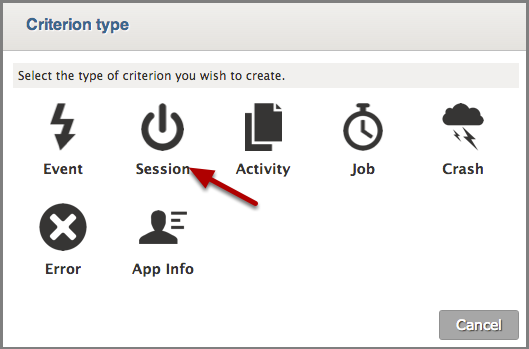 Criterion type
Select the type of criterion you wish to create.
Event Session Activity Job Crash
Error App Info
Cancel